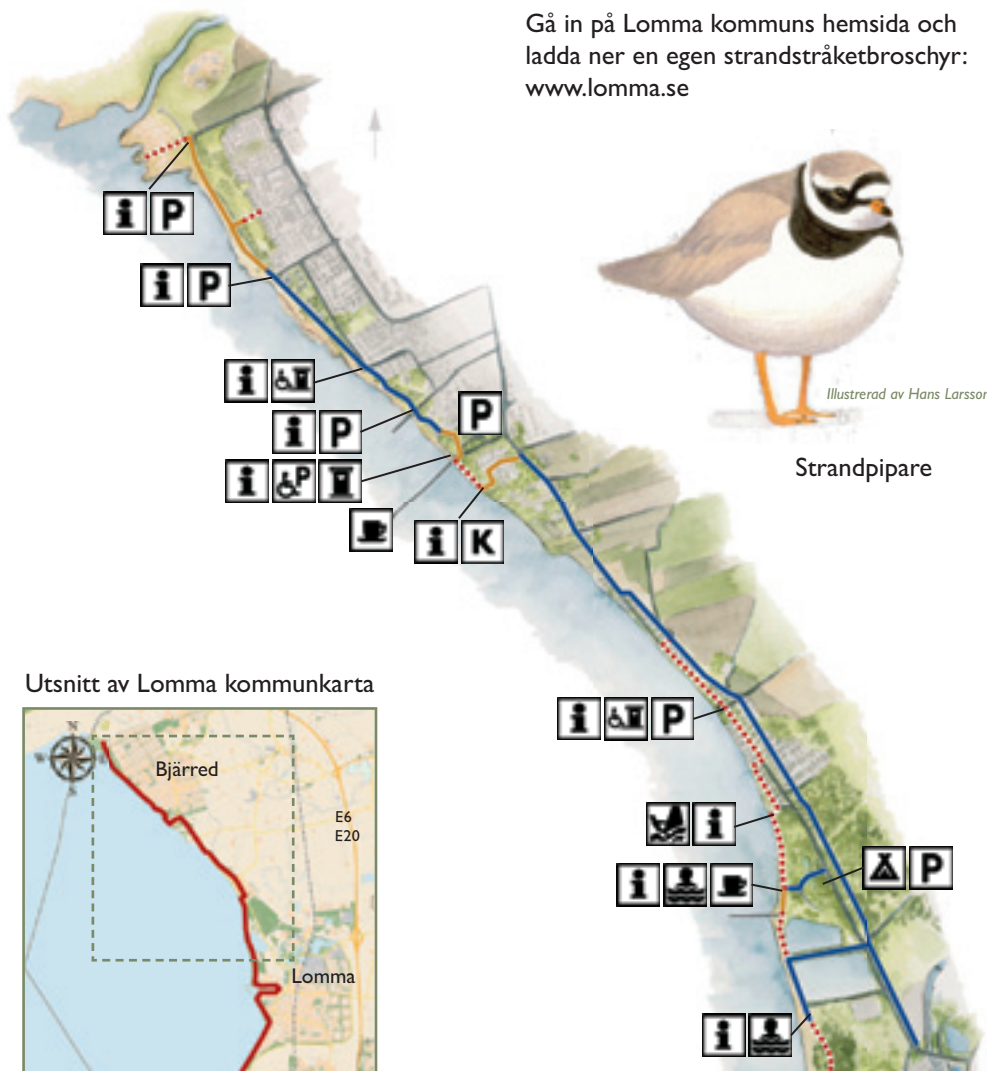 Gå in på Lomma kommuns hemsida och
ladda ner en egen strandstråketbroschyr:
www.lomma.se
i P
i P
Illustrerad av Hans Larsson
i
P
i P
Strandpipare
i P
i K
Utsnitt av Lomma kommunkarta
i P
N
Bjärred
W
S
E6
E20
i
P
i
Lomma
i